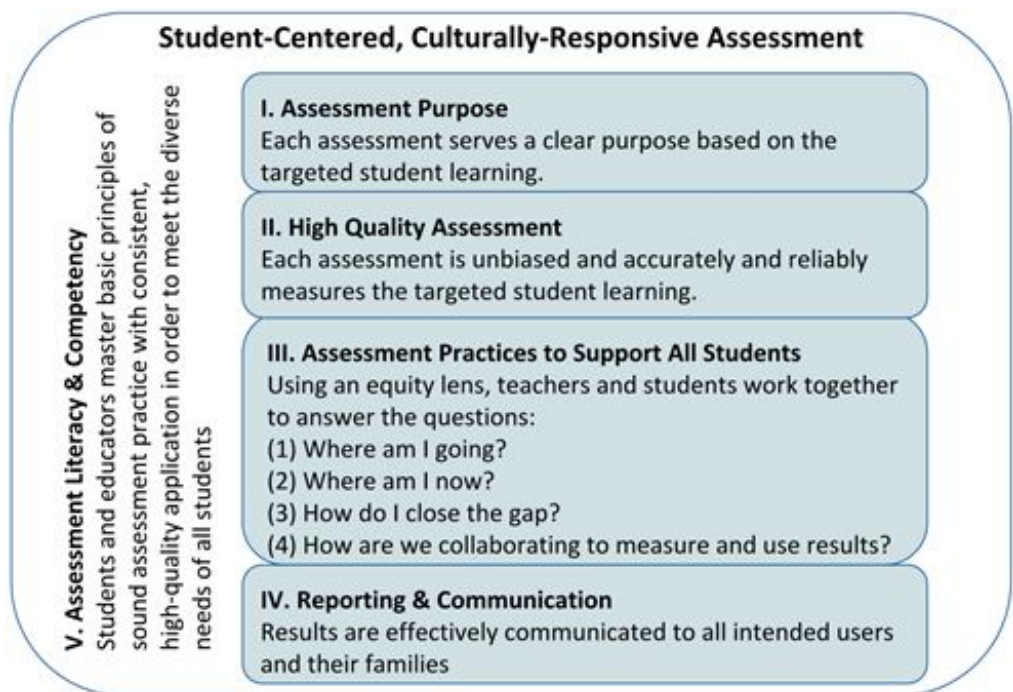 Student-Centered, Culturally-Responsive Assessment
V. Assessment Literacy & Competency
Students and educators master basic principles of
sound assessment practice with consistent,
high-quality application in order to meet the diverse
needs of all students
I. Assessment Purpose
Each assessment serves a clear purpose based on the
targeted student learning.
II. High Quality Assessment
Each assessment is unbiased and accurately and reliably
measures the targeted student learning.
III. Assessment Practices to Support All Students
Using an equity lens, teachers and students work together
to answer the questions:
(1) Where am I going?
(2) Where am I now?
(3) How do I close the gap?
(4) How are we collaborating to measure and use results?
IV. Reporting & Communication
Results are effectively communicated to all intended users
and their families